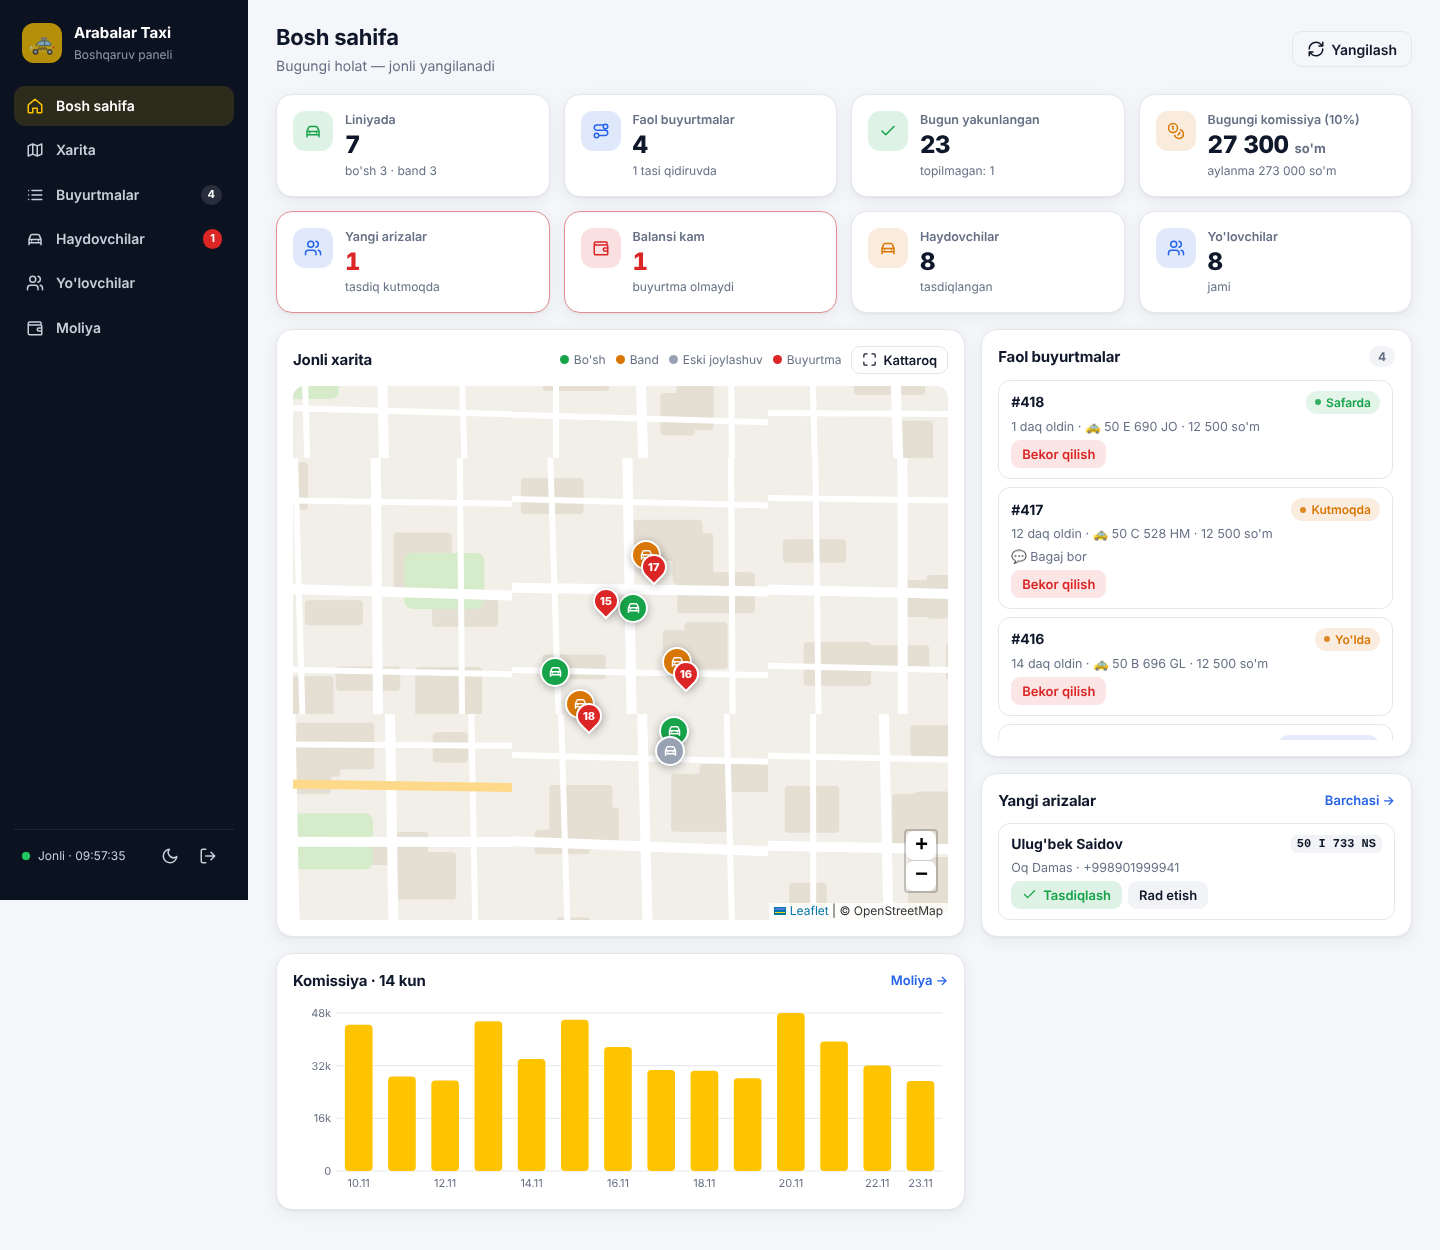 Arabalar Taxi
Boshqaruv paneli
Bosh sahifa
Xarita
Buyurtmalar 4
Haydovchilar 1
Yo'lovchilar
Moliya
Jonli · 09:57:35
Bosh sahifa
Bugungi holat — jonli yangilanadi
Yangilash
Liniyada
7
bo'sh 3 · band 3
Faol buyurtmalar
4
1 tasi qidiruvda
Bugun yakunlangan
23
topilmagan: 1
Bugungi komissiya (10%)
27 300 so'm
aylanma 273 000 so'm
Yangi arizalar
1
tasdiq kutmoqda
Balansi kam
1
buyurtma olmaydi
Haydovchilar
8
tasdiqlangan
Yo'lovchilar
8
jami
Jonli xarita
Bo'sh Band Eski joylashuv Buyurtma
Kattaroq
17
15
16
18
+
−
Leaflet | © OpenStreetMap
Faol buyurtmalar 4
#418 Safarda
1 daq oldin · 🚕 50 E 690 JO · 12 500 so'm
Bekor qilish
#417 Kutmoqda
12 daq oldin · 🚕 50 C 528 HM · 12 500 so'm
💬 Bagaj bor
Bekor qilish
#416 Yo'lda
14 daq oldin · 🚕 50 B 696 GL · 12 500 so'm
Bekor qilish
Yangi arizalar Barchasi →
Ulug'bek Saidov 50 I 733 NS
Oq Damas · +998901999941
Tasdiqlash Rad etish
Komissiya · 14 kun Moliya →
48k
32k
16k
0
10.11 12.11 14.11 16.11 18.11 20.11 22.11 23.11